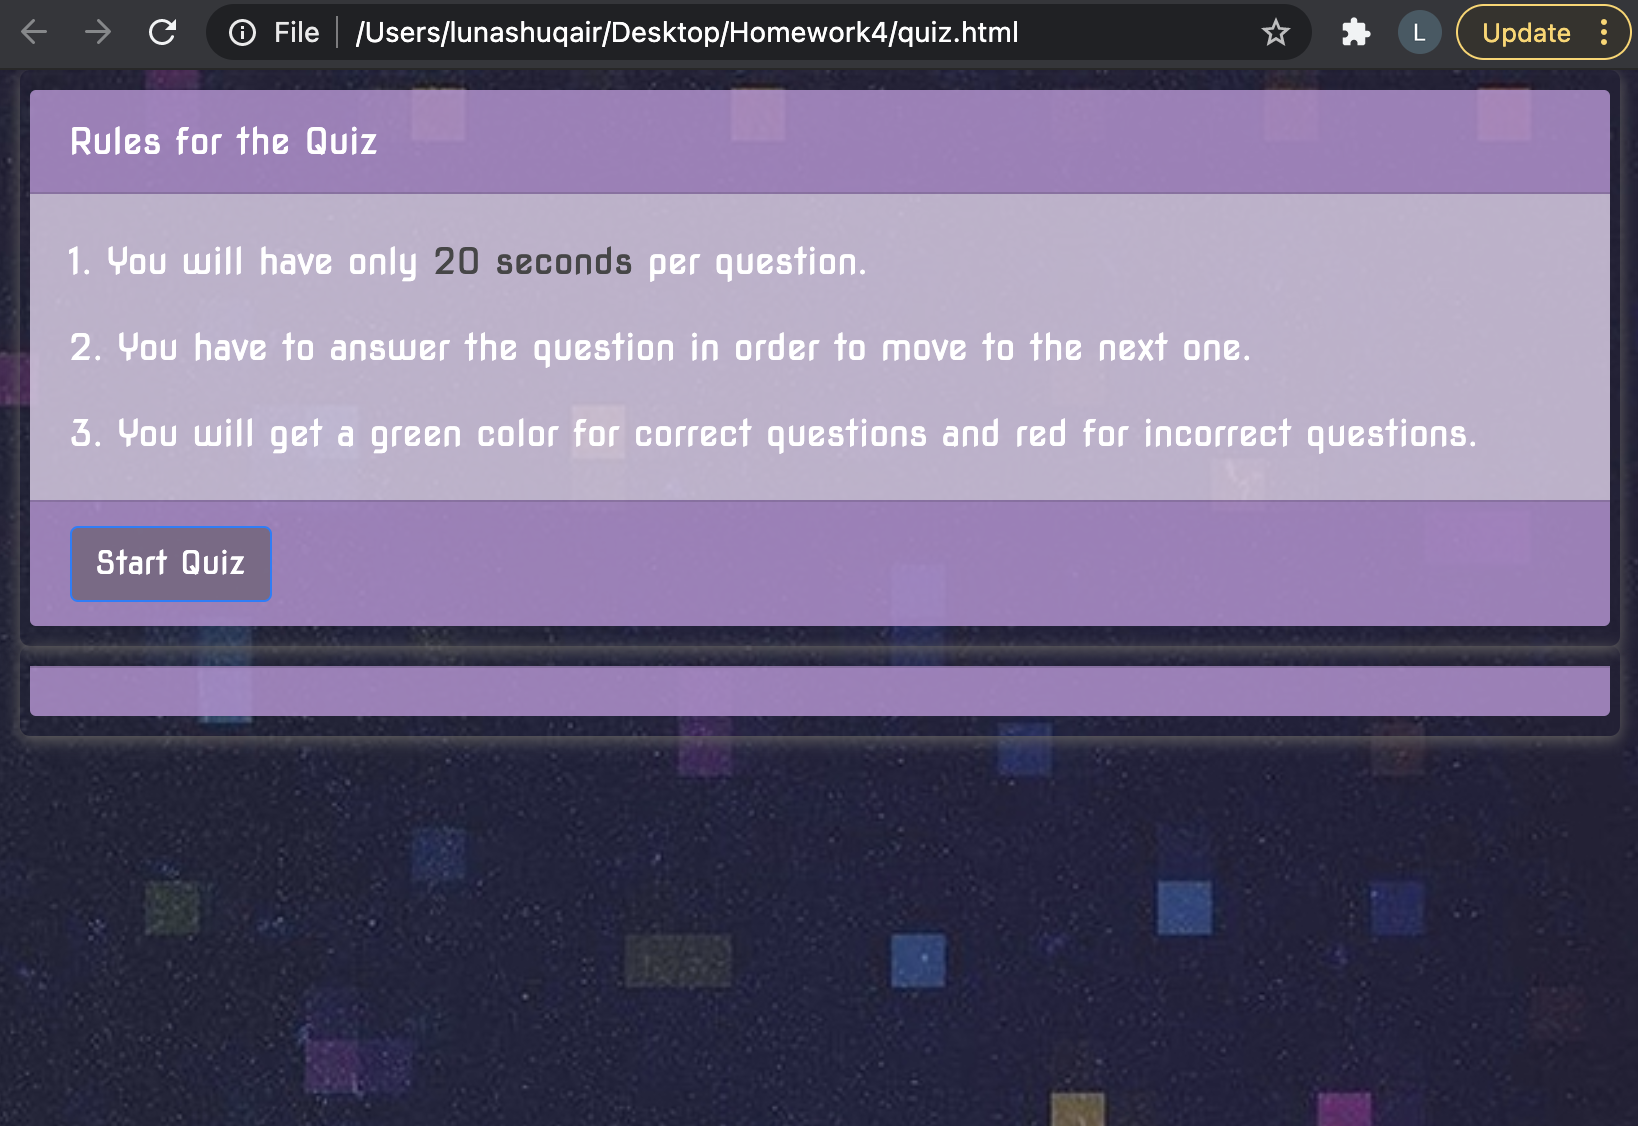 File /Users/lunashuqair/Desktop/Homework4/quiz.html L Update
Rules for the Quiz
1. You will have only 20 seconds per question.
2. You have to answer the question in order to move to the next one.
3. You will get a green color for correct questions and red for incorrect questions.
Start Quiz